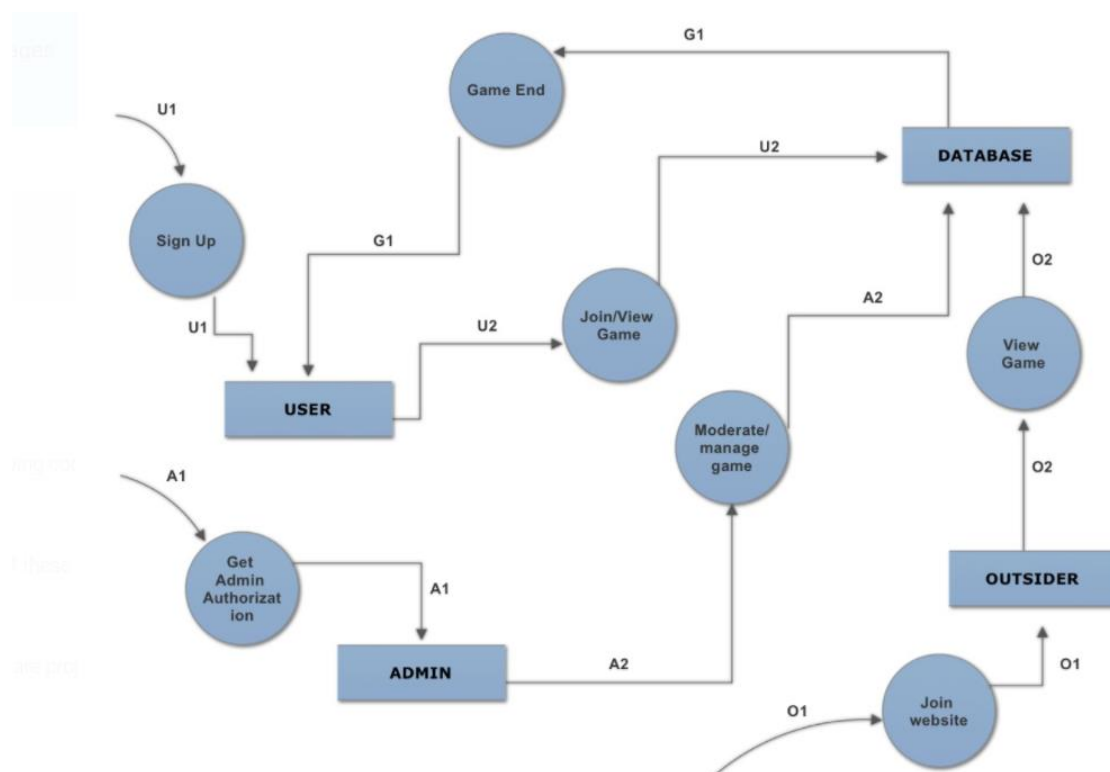 G1
Game End
U1
DATABASE
U2
Sign Up
G1
O2
A2
Join/View
Game
U1
U2
View
Game
USER
Moderate/
manage
game
A1
O2
Get
Admin
Authorizat
ion
OUTSIDER
A1
ADMIN
A2
O1
Join
website
O1